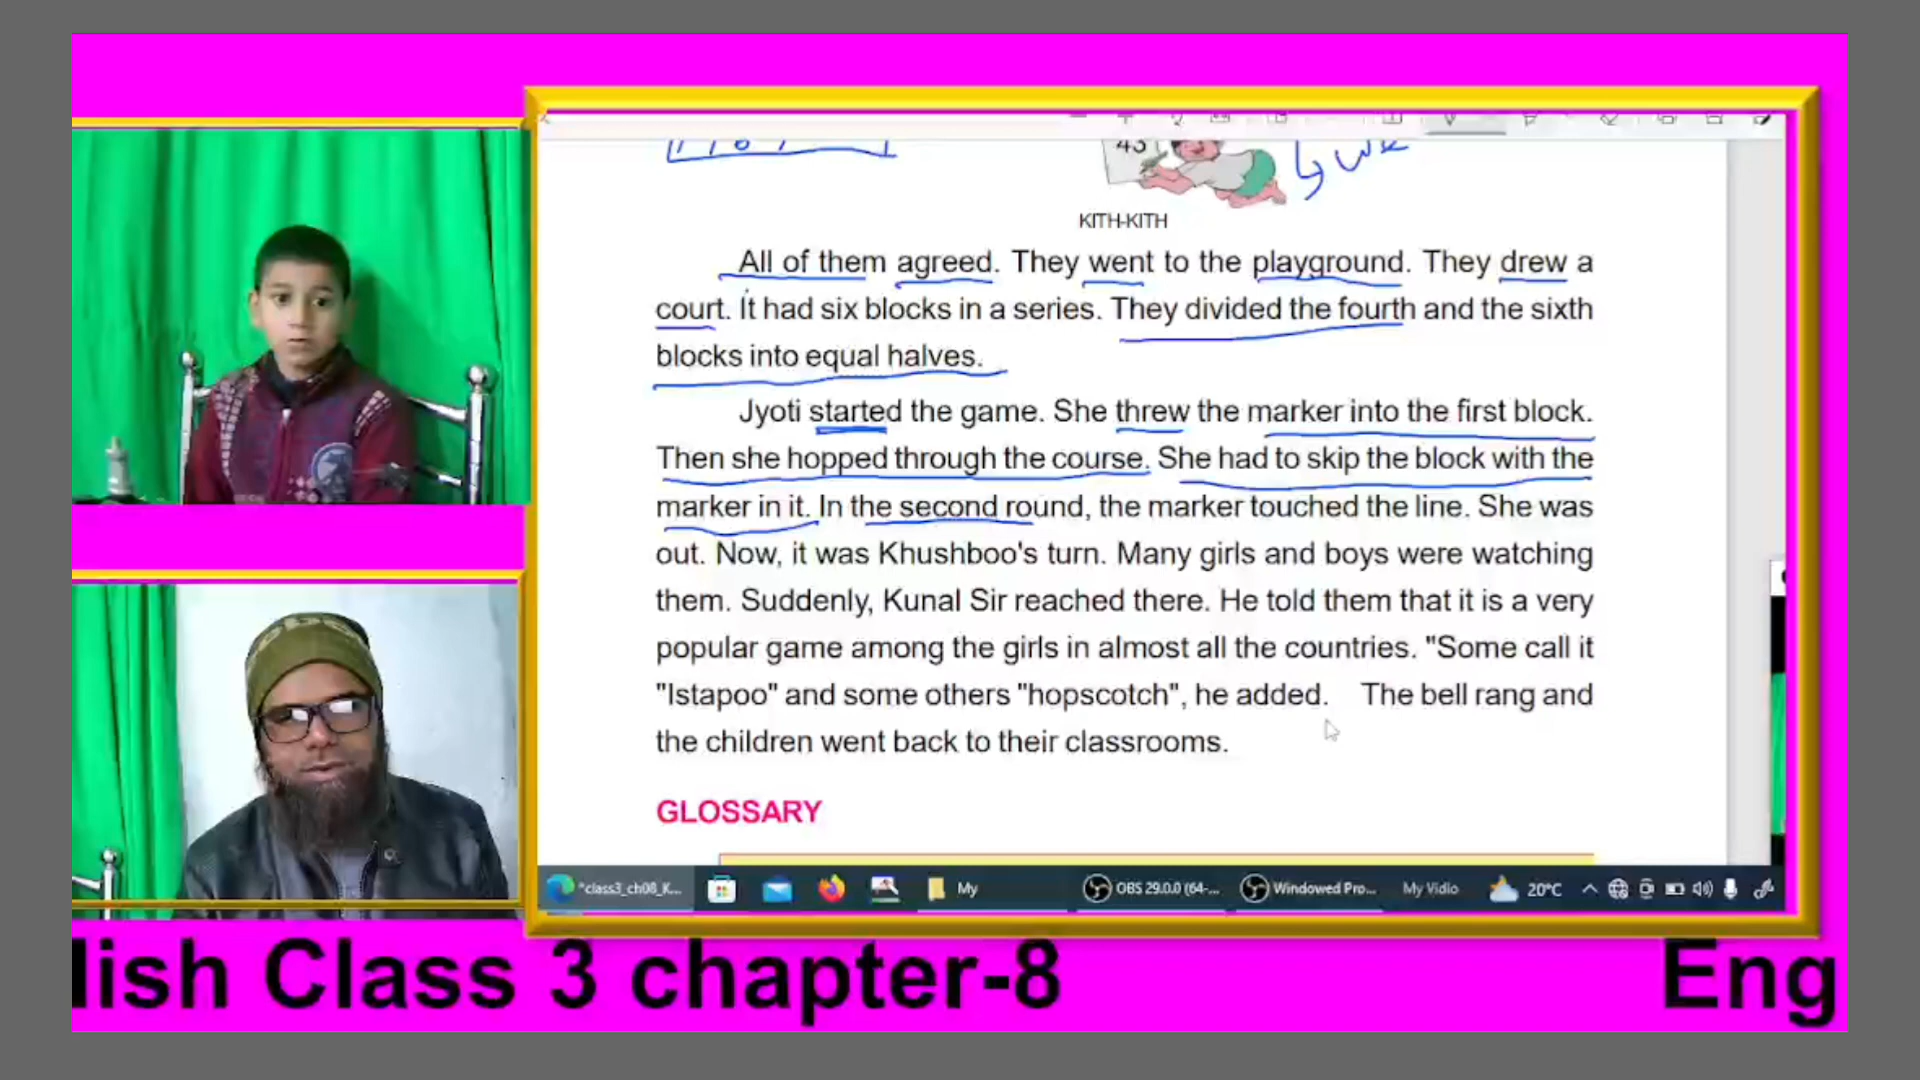 43
KITH-KITH
All of them agreed. They went to the playground. They drew a
court. It had six blocks in a series. They divided the fourth and the sixth
blocks into equal halves.
Jyoti started the game. She threw the marker into the first block.
Then she hopped through the course. She had to skip the block with the
marker in it. In the second round, the marker touched the line. She was
out. Now, it was Khushboo's turn. Many girls and boys were watching
them. Suddenly, Kunal Sir reached there. He told them that it is a very
popular game among the girls in almost all the countries. "Some call it
"Istapoo" and some others "hopscotch", he added. The bell rang and
the children went back to their classrooms.
GLOSSARY
*class3_ch08_K... My OBS 29.0.0 (64-... Windowed Pro... My Vidio 20°C
lish Class 3 chapter-8 Eng